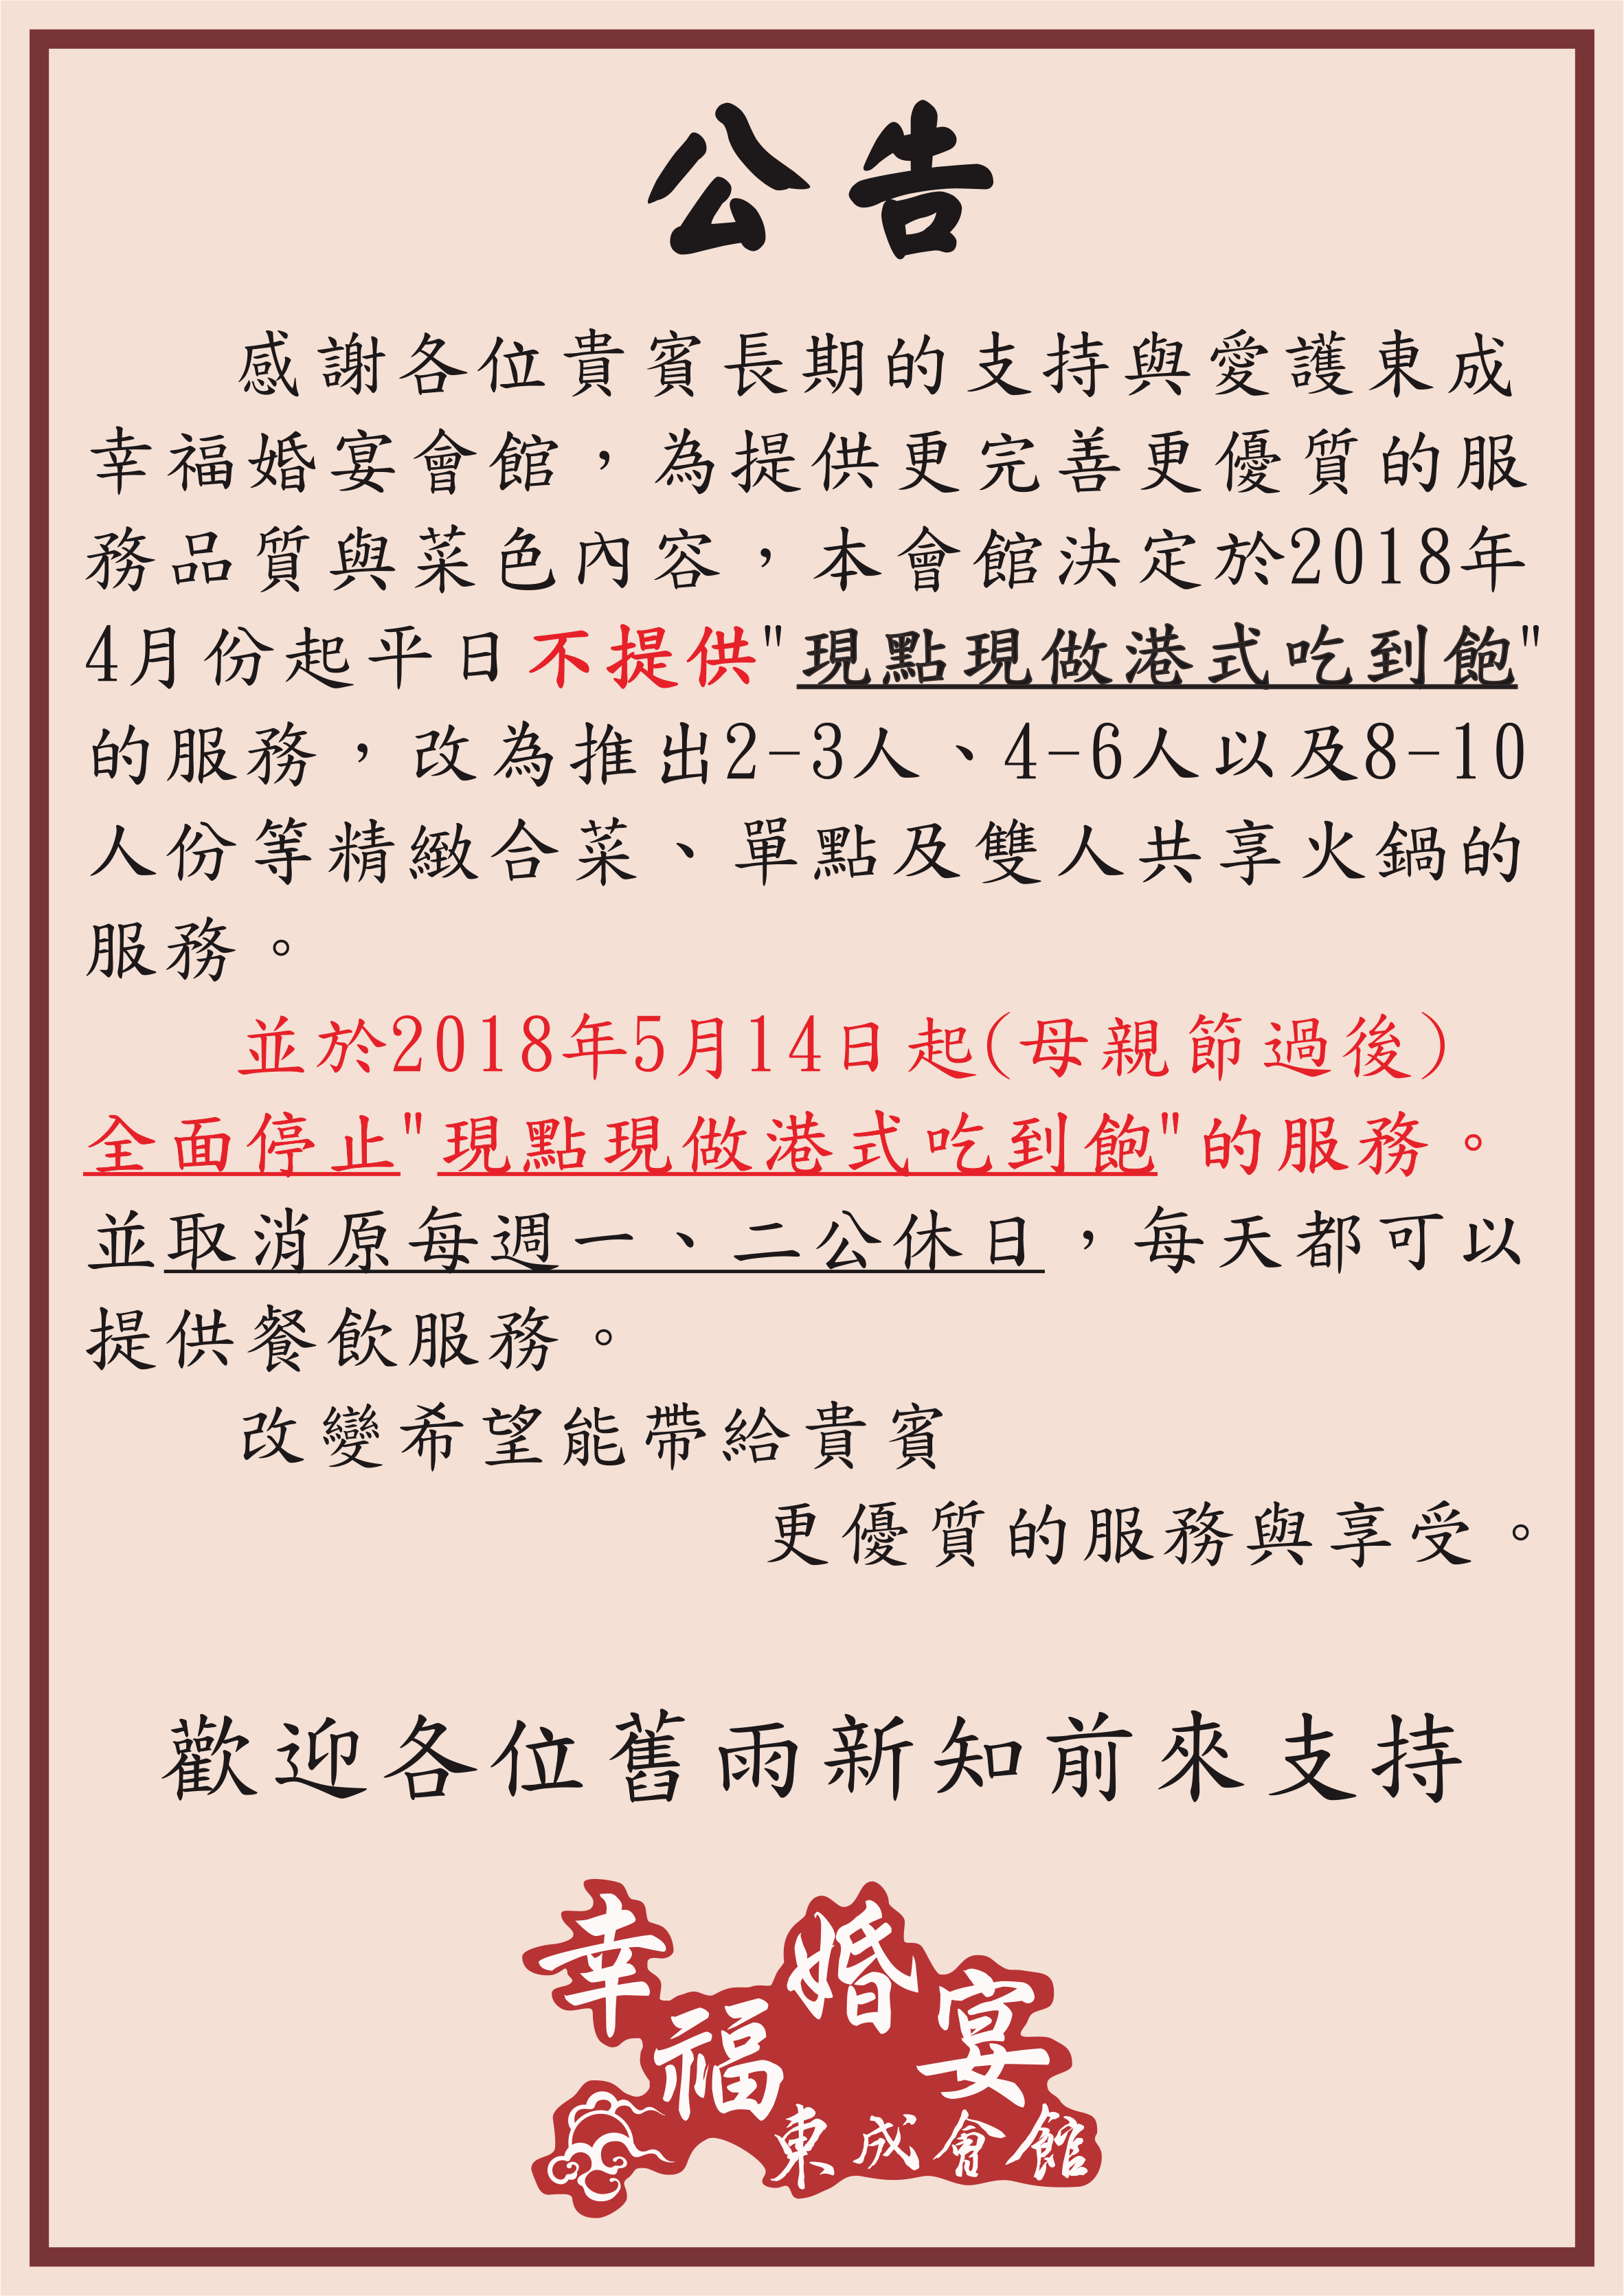 公告
感謝各位貴賓長期的支持與愛護東成
幸福婚宴會館，為提供更完善更優質的服
務品質與菜色內容，本會館決定於2018年
4月份起平日不提供"現點現做港式吃到飽"
的服務，改為推出2-3人、4-6人以及8-10
人份等精緻合菜、單點及雙人共享火鍋的
服務。
並於2018年5月14日起(母親節過後)
全面停止"現點現做港式吃到飽"的服務。
並取消原每週一、二公休日，每天都可以
提供餐飲服務。
改變希望能帶給貴賓
更優質的服務與享受。
歡迎各位舊雨新知前來支持
幸福婚宴
東成會館